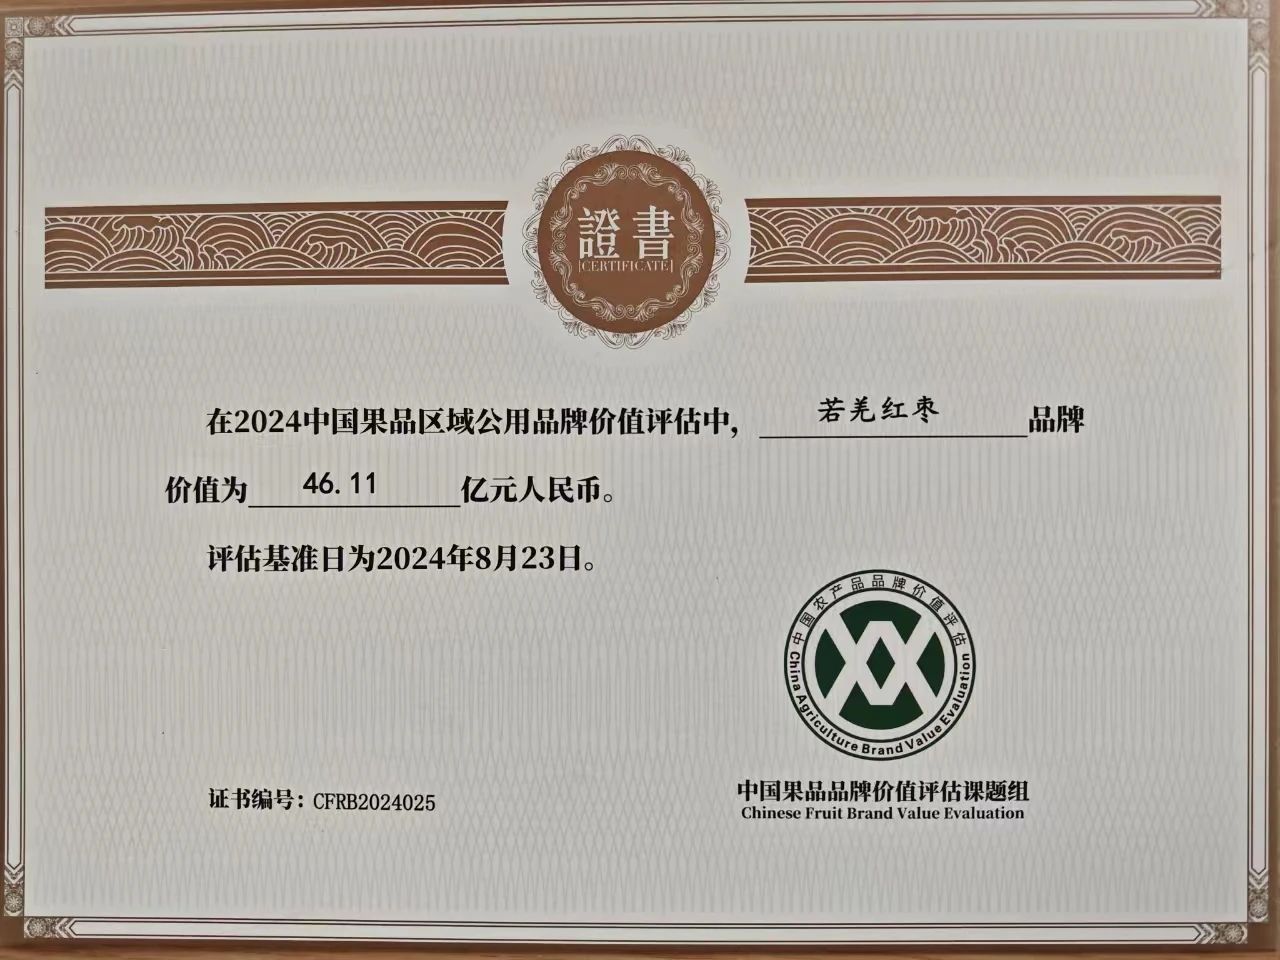 證書
CERTIFICATE
在2024中国果品区域公用品牌价值评估中，若羌红枣品牌
价值为46.11亿元人民币。
评估基准日为2024年8月23日。
中国农产品品牌价值评估
China Agriculture Brand Value Evaluation
证书编号：CFRB2024025
中国果品品牌价值评估课题组
Chinese Fruit Brand Value Evaluation